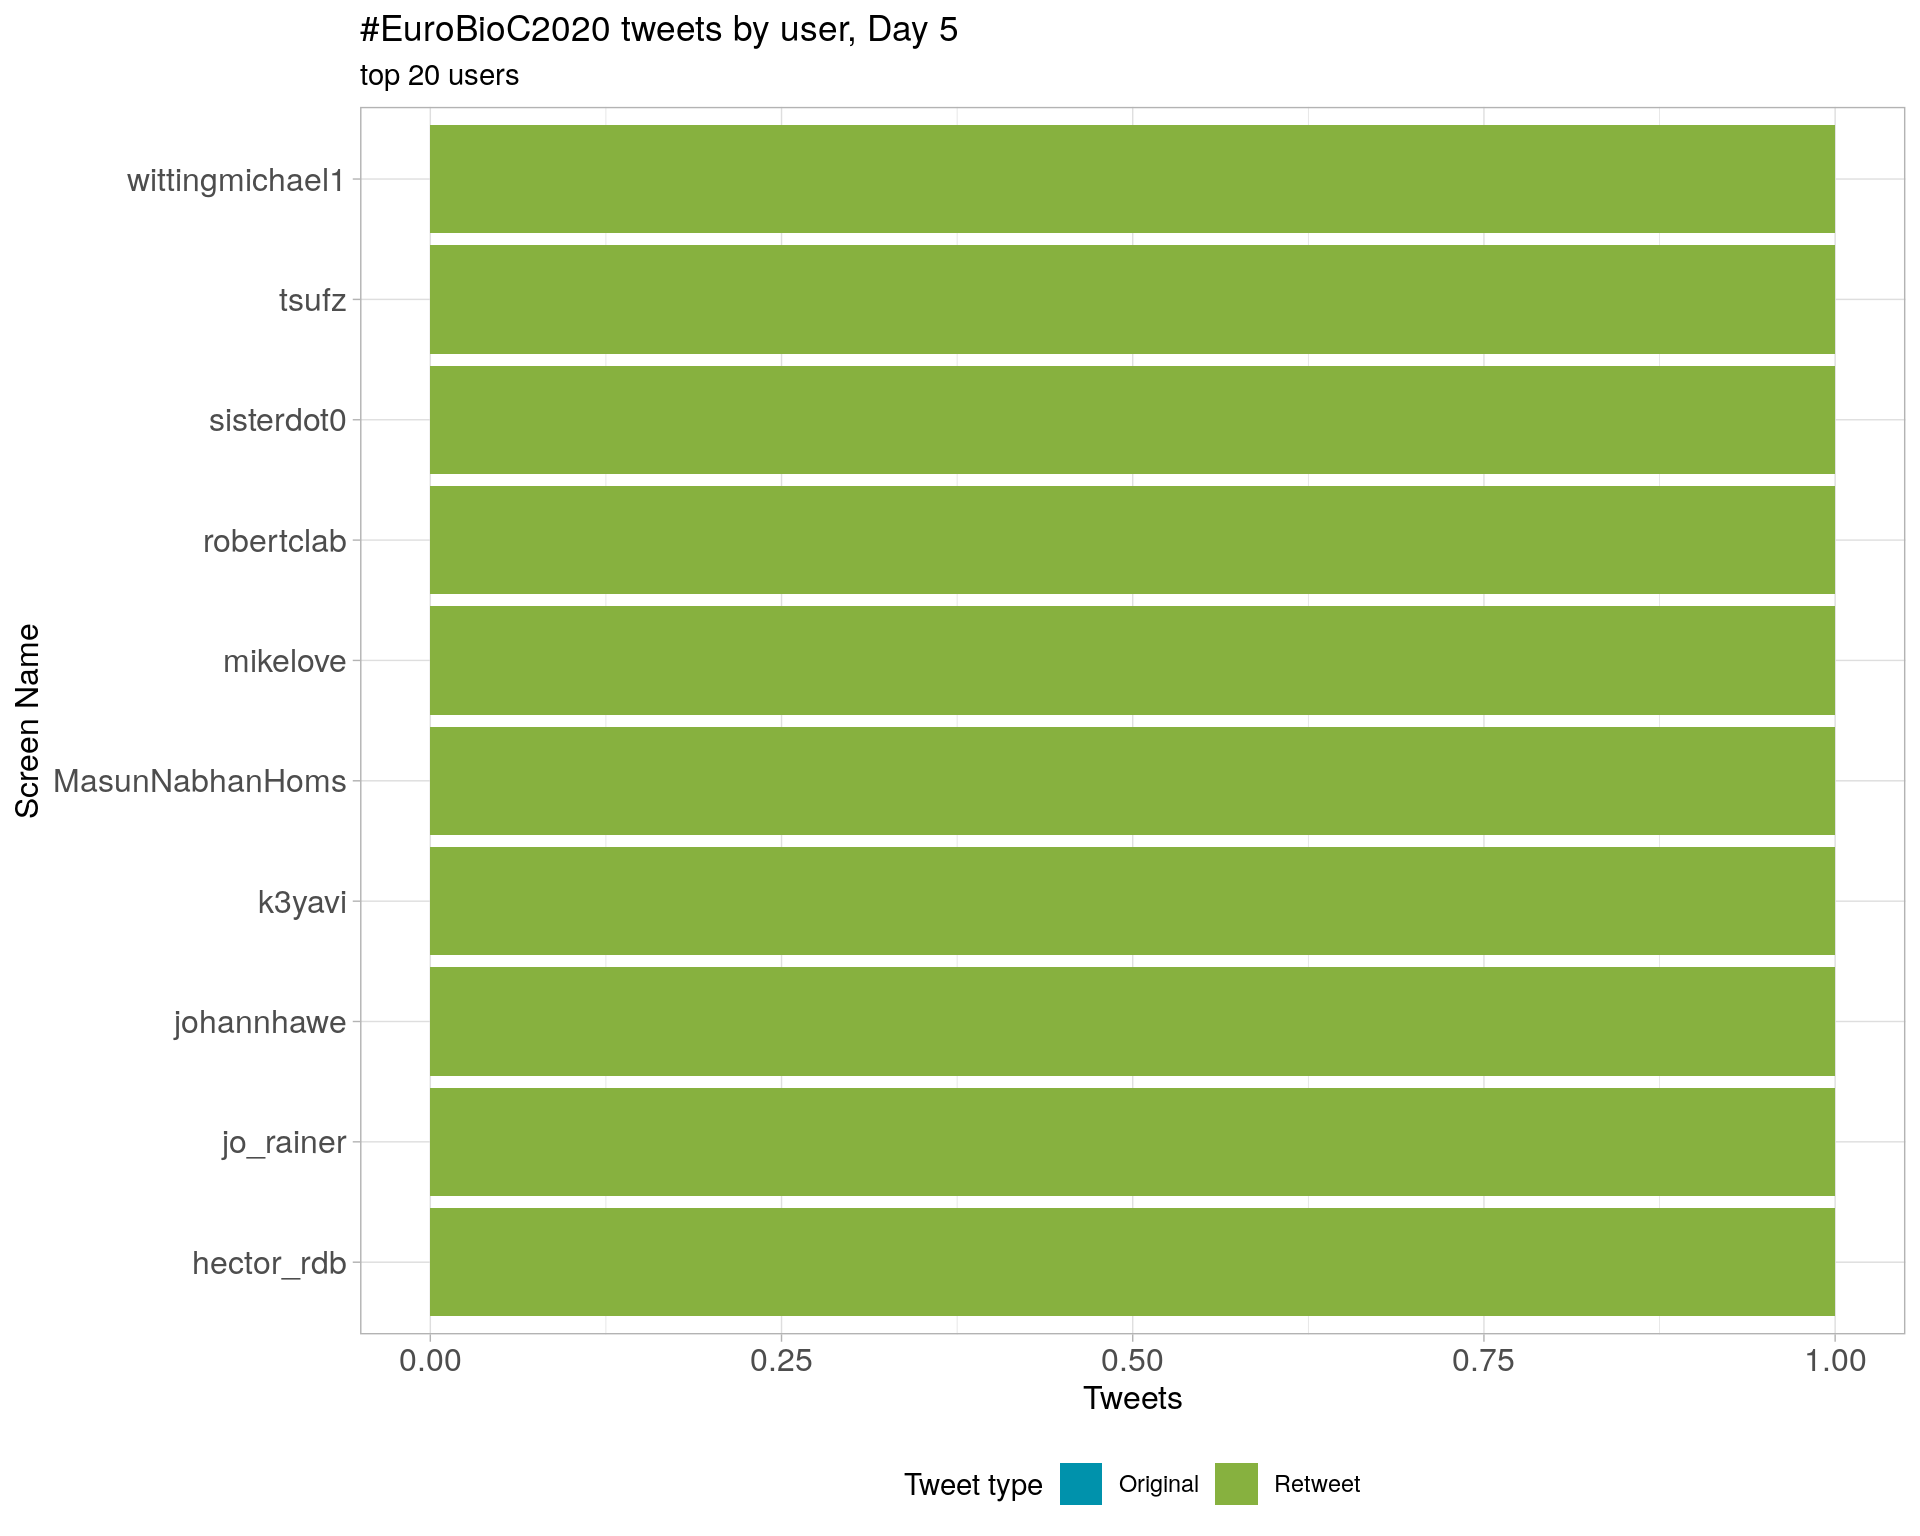 #EuroBioC2020 tweets by user, Day 5
top 20 users
Screen Name
wittingmichael1
tsufz
sisterdot0
robertclab
mikelove
MasunNabhanHoms
k3yavi
johannhawe
jo_rainer
hector_rdb
0.00 0.25 0.50 0.75 1.00
Tweets
Tweet type Original Retweet